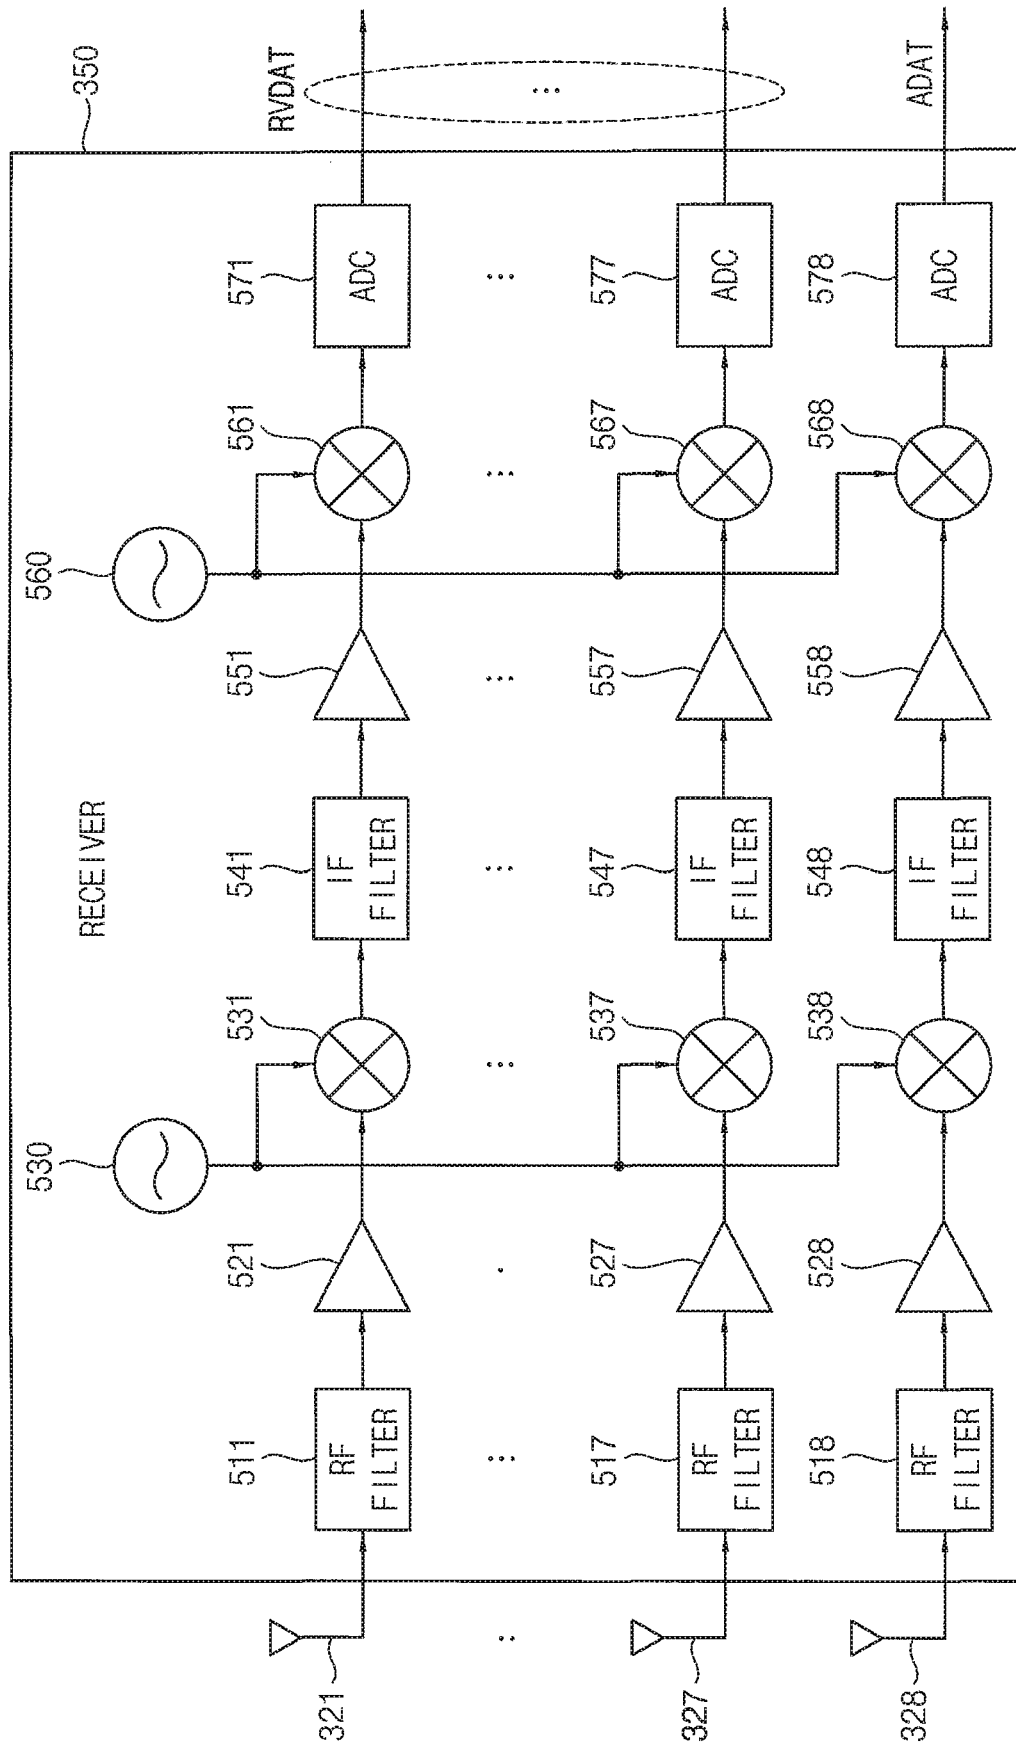 350
RECEIVER
530
560
RVDAT
321
511
RF
FILTER
521
531
541
IF
FILTER
551
561
571
ADC
...
327
517
RF
FILTER
527
537
547
IF
FILTER
557
567
577
ADC
328
518
RF
FILTER
528
538
548
IF
FILTER
558
568
578
ADC
ADAT